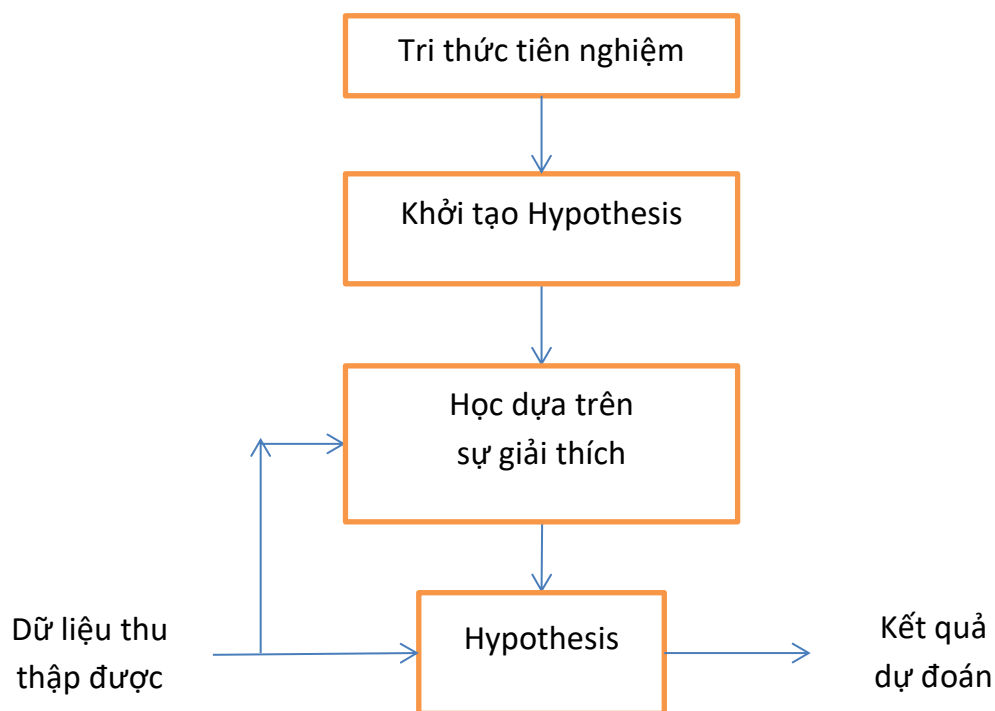 Tri thức tiên nghiệm
Khởi tạo Hypothesis
Học dựa trên
sự giải thích
Dữ liệu thu
thập được
Hypothesis
Kết quả
dự đoán